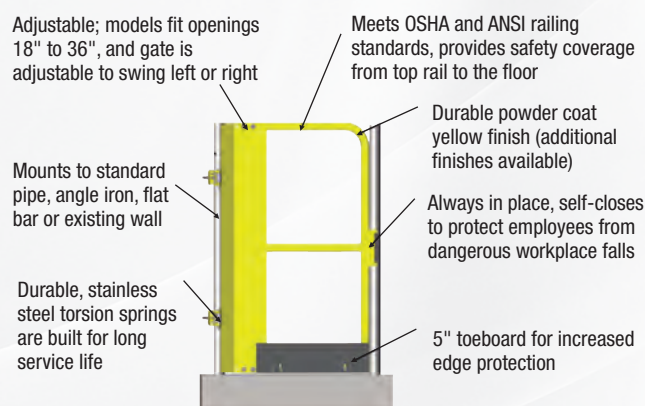 Adjustable; models fit openings
18" to 36", and gate is
adjustable to swing left or right
Meets OSHA and ANSI railing
standards, provides safety coverage
from top rail to the floor
Durable powder coat
yellow finish (additional
finishes available)
Mounts to standard
pipe, angle iron, flat
bar or existing wall
Always in place, self-closes
to protect employees from
dangerous workplace falls
Durable, stainless
steel torsion springs
are built for long
service life
5" toeboard for increased
edge protection